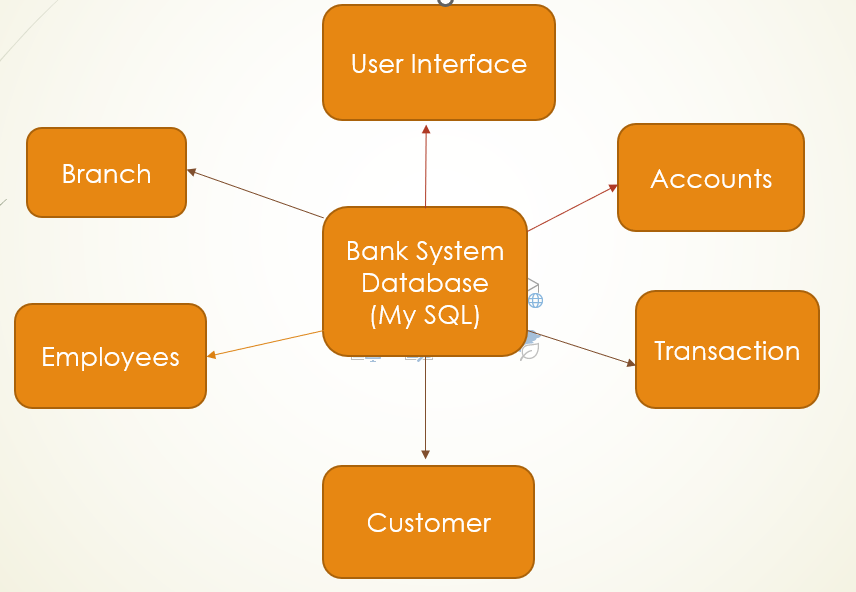 User Interface
Branch
Accounts
Bank System
Database
(My SQL)
Employees
Transaction
Customer